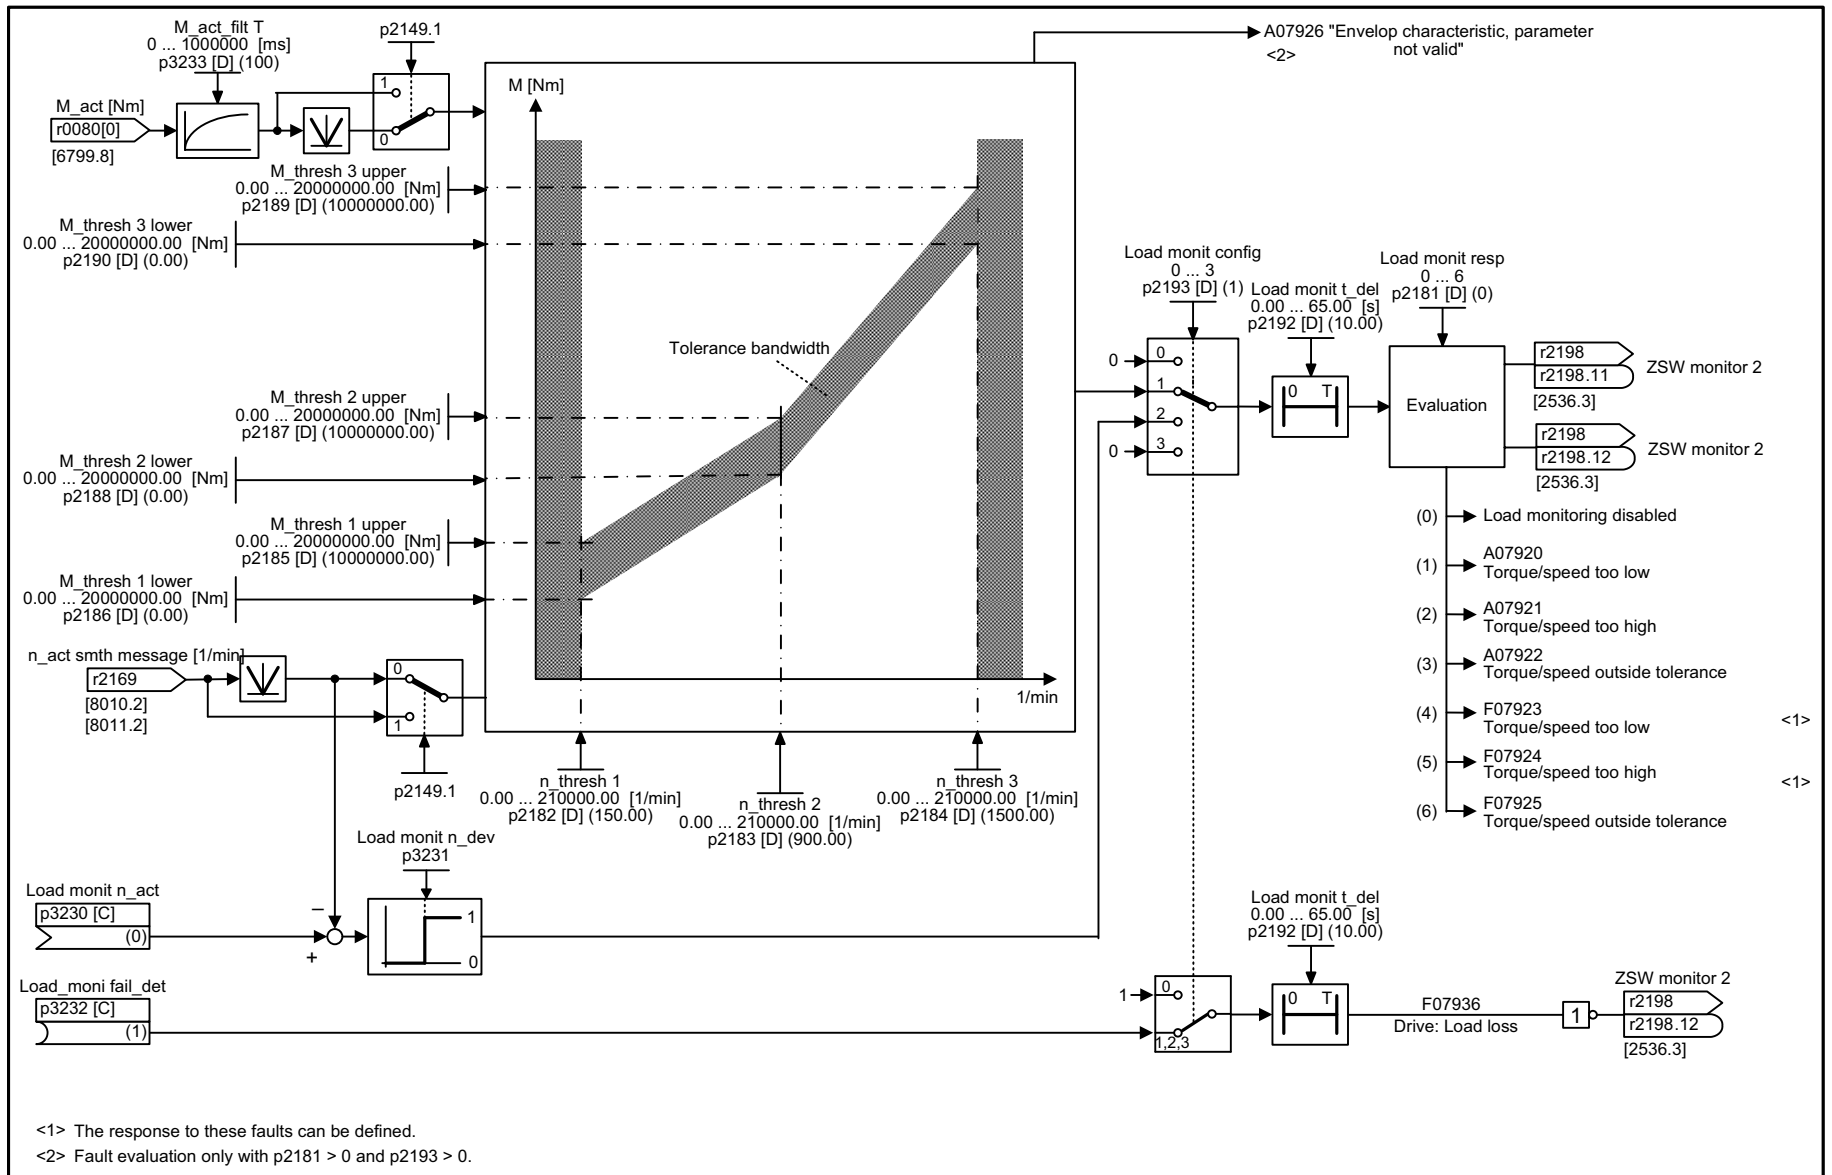 M_act_filt T
0 ... 1000000 [ms]
p3233 [D] (100)
p2149.1
A07926 "Envelop characteristic, parameter
not valid"
<2>
M_act [Nm]
r0080[0]
[6799.8]
1
0
M [Nm]
M_thresh 3 upper
0.00 ... 20000000.00 [Nm]
p2189 [D] (10000000.00)
M_thresh 3 lower
0.00 ... 20000000.00 [Nm]
p2190 [D] (0.00)
Tolerance bandwidth
M_thresh 2 upper
0.00 ... 20000000.00 [Nm]
p2187 [D] (10000000.00)
M_thresh 2 lower
0.00 ... 20000000.00 [Nm]
p2188 [D] (0.00)
M_thresh 1 upper
0.00 ... 20000000.00 [Nm]
p2185 [D] (10000000.00)
M_thresh 1 lower
0.00 ... 20000000.00 [Nm]
p2186 [D] (0.00)
n_act smth message [1/min]
r2169
[8010.2]
[8011.2]
0
1
p2149.1
1/min
n_thresh 1
0.00 ... 210000.00 [1/min]
p2182 [D] (150.00)
n_thresh 2
0.00 ... 210000.00 [1/min]
p2183 [D] (900.00)
n_thresh 3
0.00 ... 210000.00 [1/min]
p2184 [D] (1500.00)
Load monit config
0 ... 3
p2193 [D] (1)
0
0
1
2
0
3
Load monit t_del
0.00 ... 65.00 [s]
p2192 [D] (10.00)
0 T
Load monit resp
0 ... 6
p2181 [D] (0)
Evaluation
r2198
r2198.11
[2536.3]
ZSW monitor 2
r2198
r2198.12
[2536.3]
ZSW monitor 2
(0) Load monitoring disabled
(1) A07920
Torque/speed too low
(2) A07921
Torque/speed too high
(3) A07922
Torque/speed outside tolerance
(4) F07923
Torque/speed too low
<1>
(5) F07924
Torque/speed too high
<1>
(6) F07925
Torque/speed outside tolerance
Load monit n_dev
p3231
1
0
Load monit n_act
p3230 [C]
(0)
–
+
Load_moni fail_det
p3232 [C]
(1)
1
0
1,2,3
Load monit t_del
0.00 ... 65.00 [s]
p2192 [D] (10.00)
0 T
F07936
Drive: Load loss
1
ZSW monitor 2
r2198
r2198.12
[2536.3]
<1> The response to these faults can be defined.
<2> Fault evaluation only with p2181 > 0 and p2193 > 0.